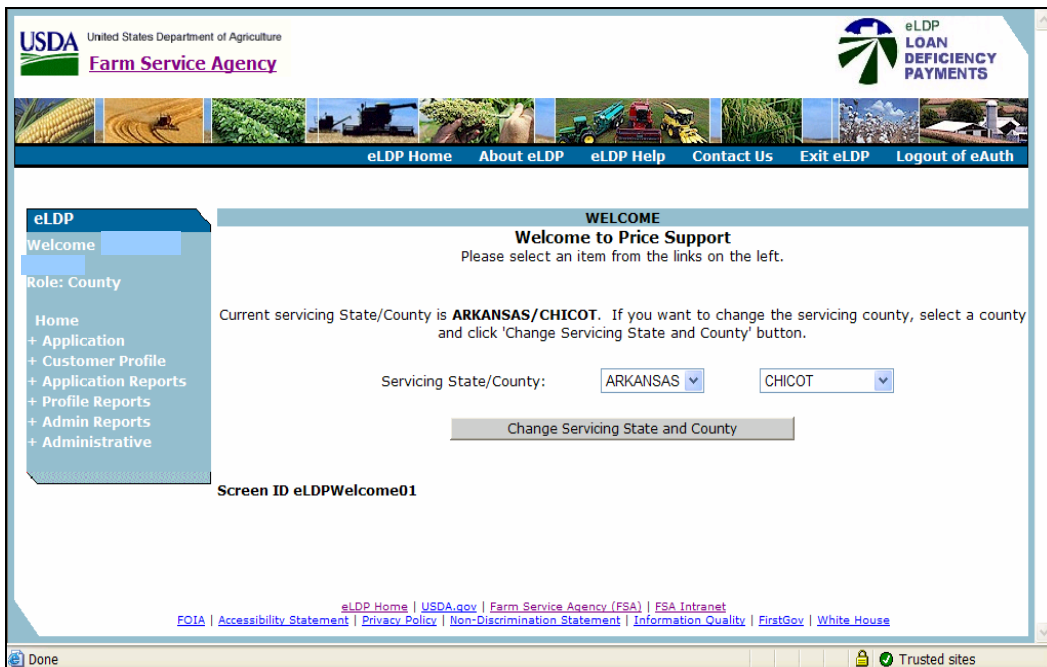 USDA United States Department of Agriculture
Farm Service Agency
eLDP
LOAN
DEFICIENCY
PAYMENTS
eLDP Home About eLDP eLDP Help Contact Us Exit eLDP Logout of eAuth
eLDP
Welcome
Role: County
Home
+ Application
+ Customer Profile
+ Application Reports
+ Profile Reports
+ Admin Reports
+ Administrative
WELCOME
Welcome to Price Support
Please select an item from the links on the left.
Current servicing State/County is ARKANSAS/CHICOT. If you want to change the servicing county, select a county
and click 'Change Servicing State and County' button.
Servicing State/County: ARKANSAS CHICOT
Change Servicing State and County
Screen ID eLDPWelcome01
eLDP Home | USDA.gov | Farm Service Agency (FSA) | FSA Intranet
FOIA | Accessibility Statement | Privacy Policy | Non-Discrimination Statement | Information Quality | FirstGov | White House
Done Trusted sites